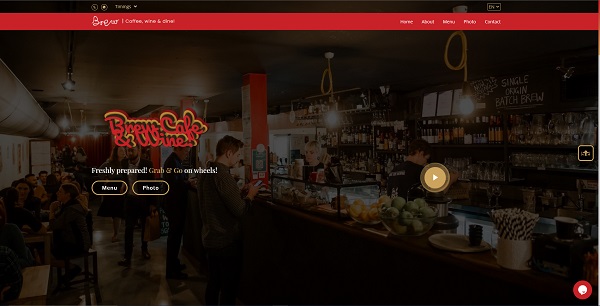 Timings
EN
Brew | Coffee, wine & dine!
Home About Menu Photo Contact
SINGLE
ORIGIN
BATCH BREW
Brew Cafe
& Wines
Freshly prepared! Grab & Go on wheels!
Menu Photo